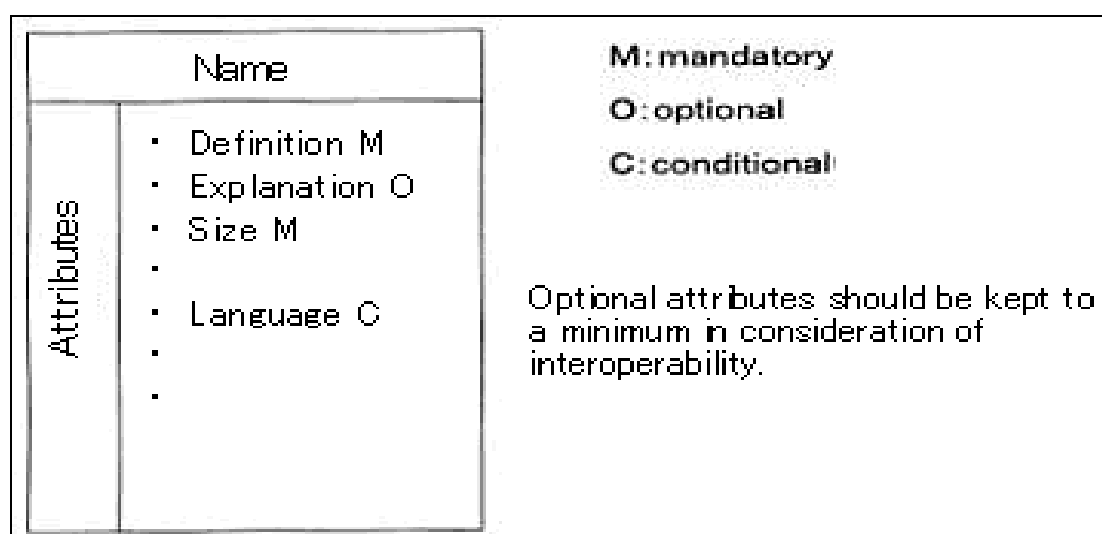 Name
Attributes
・ Definition M
・ Explanation O
・ Size M
・
・ Language C
・
・
M:mandatory
O:optional
C:conditional
Optional attributes should be kept to
a minimum in consideration of
interoperability.